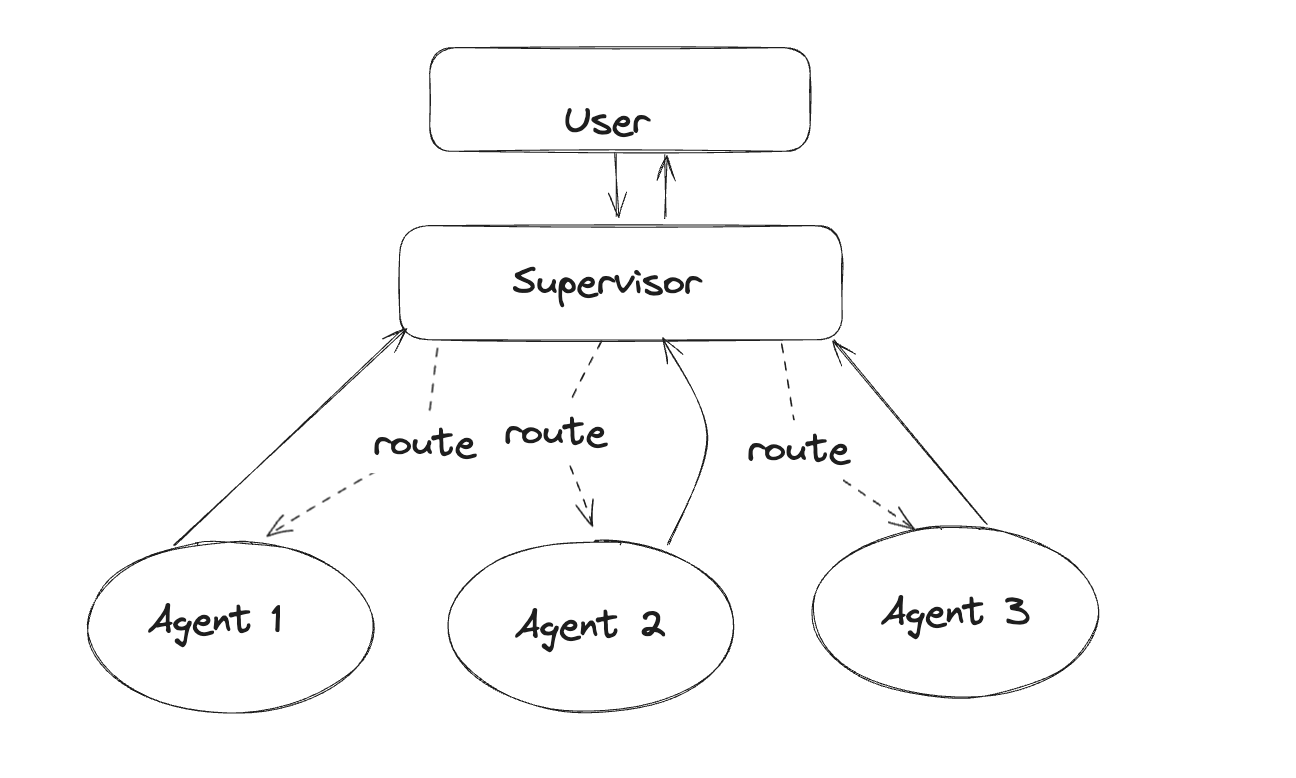 User
Supervisor
route
route
route
Agent 1
Agent 2
Agent 3